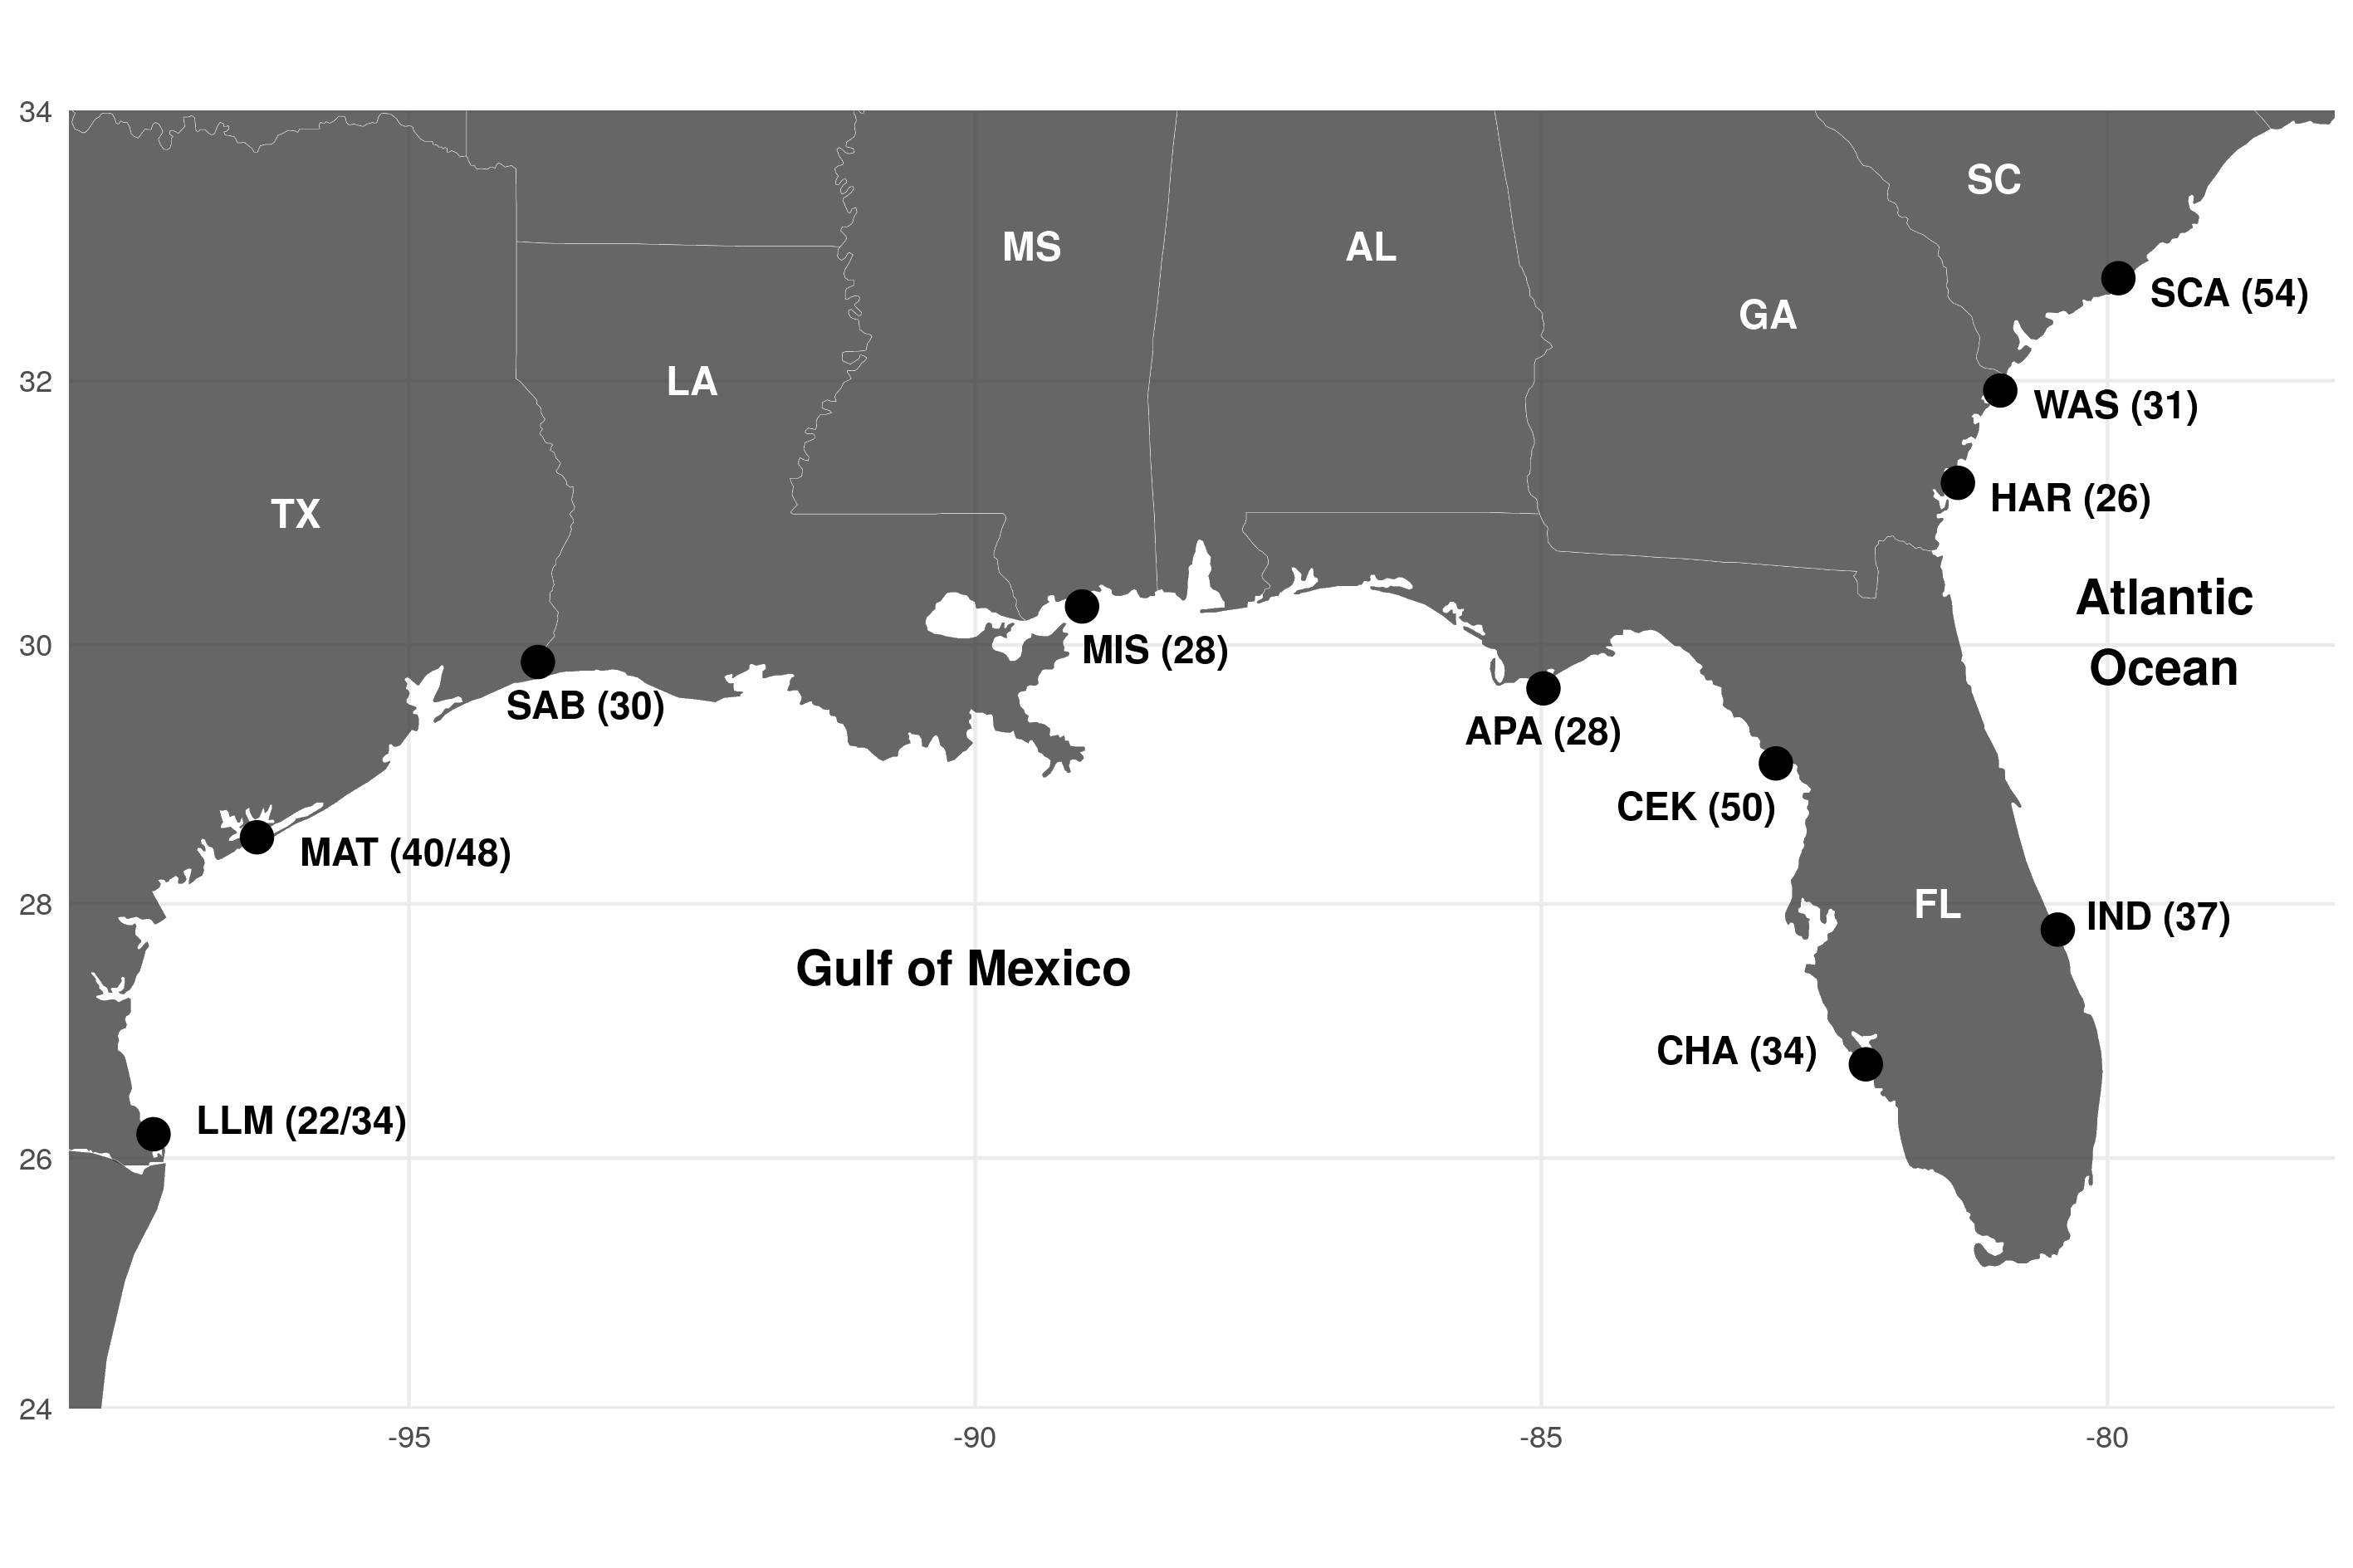 34
SC
MS
AL
SCA (54)
GA
32
LA
WAS (31)
HAR (26)
TX
Atlantic
Ocean
30
MIS (28)
SAB (30)
APA (28)
CEK (50)
MAT (40/48)
28
FL
IND (37)
Gulf of Mexico
CHA (34)
LLM (22/34)
26
24
-95
-90
-85
-80